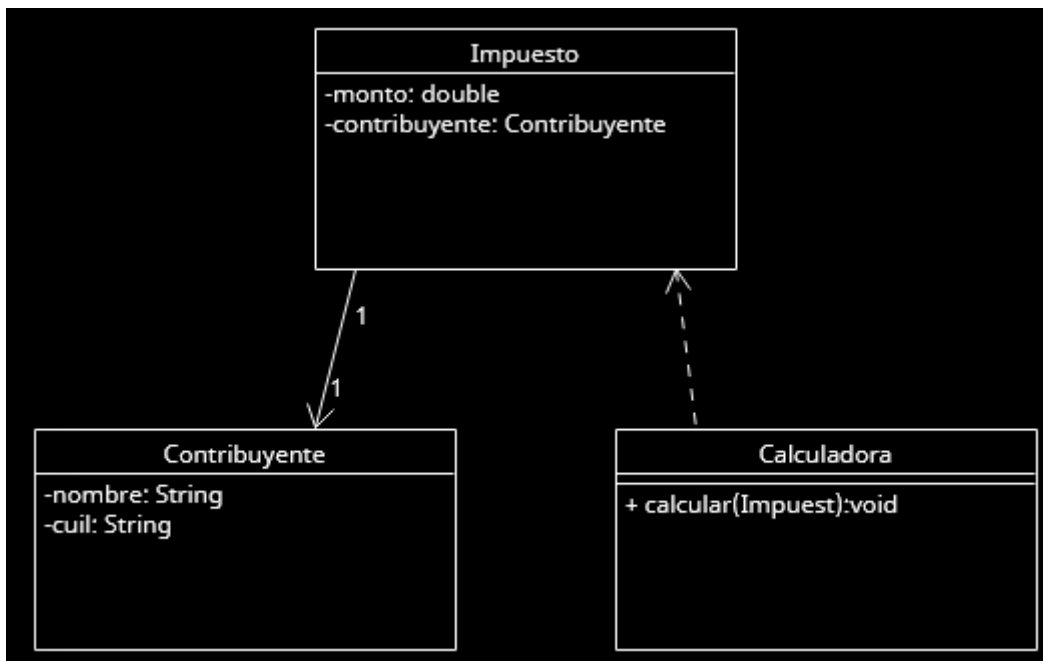 Impuesto
-monto: double
-contribuyente: Contribuyente
1
1
Contribuyente
-nombre: String
-cuil: String
Calculadora
+ calcular(Impuest):void